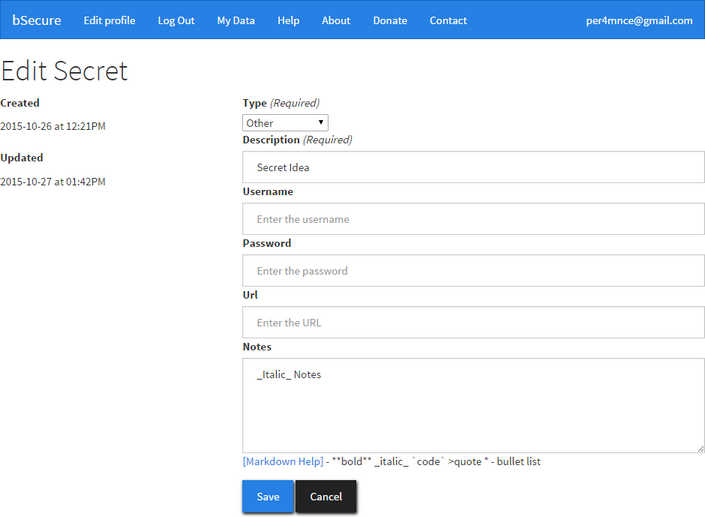 bSecure Edit profile Log Out My Data Help About Donate Contact per4mnce@gmail.com
Edit Secret
Created
2015-10-26 at 12:21PM
Updated
2015-10-27 at 01:42PM
Type (Required)
Other
Description (Required)
Secret Idea
Username
Enter the username
Password
Enter the password
Url
Enter the URL
Notes
_Italic_ Notes
[Markdown Help] - **bold** _italic_ `code` >quote * - bullet list
Save Cancel